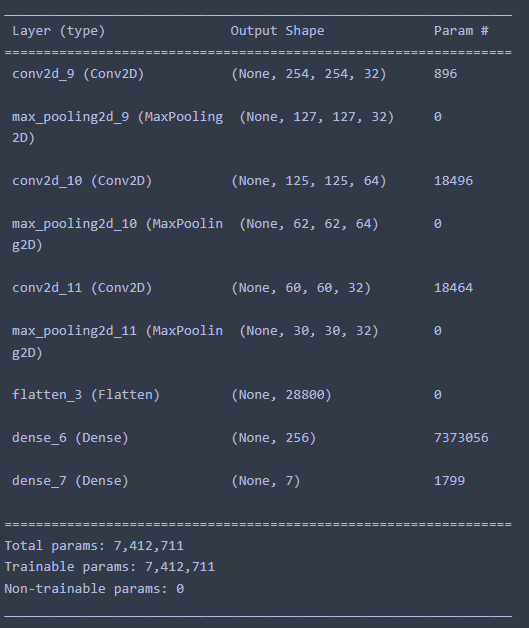 Layer (type) Output Shape Param #
conv2d_9 (Conv2D) (None, 254, 254, 32) 896
max_pooling2d_9 (MaxPooling (None, 127, 127, 32) 0
2D)
conv2d_10 (Conv2D) (None, 125, 125, 64) 18496
max_pooling2d_10 (MaxPoolin (None, 62, 62, 64) 0
g2D)
conv2d_11 (Conv2D) (None, 60, 60, 32) 18464
max_pooling2d_11 (MaxPoolin (None, 30, 30, 32) 0
g2D)
flatten_3 (Flatten) (None, 28800) 0
dense_6 (Dense) (None, 256) 7373056
dense_7 (Dense) (None, 7) 1799
Total params: 7,412,711
Trainable params: 7,412,711
Non-trainable params: 0